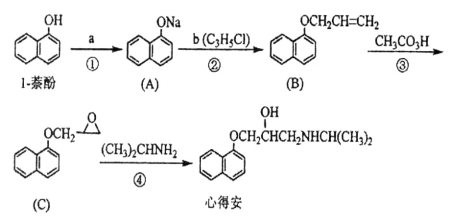 OH
a
①
1-萘酚
ONa
(A)
b (C₃H₅Cl)
②
OCH₂CH=CH₂
(B)
CH₃CO₃H
③
OCH₂
O
(C)
(CH₃)₂CHNH₂
④
OH
OCH₂CHCH₂NHCH(CH₃)₂
心得安